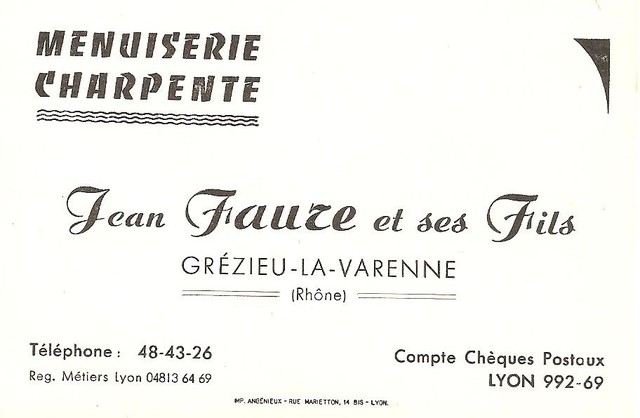 MENUISERIE
CHARPENTE
Jean Faure et ses Fils
GRÉZIEU-LA-VARENNE
(Rhône)
Téléphone : 48-43-26
Reg. Métiers Lyon 04813 64 69
Compte Chèques Postaux
LYON 992-69
IMP. ANGÉNIEUX - RUE MARIETTON, 14 BIS - LYON.